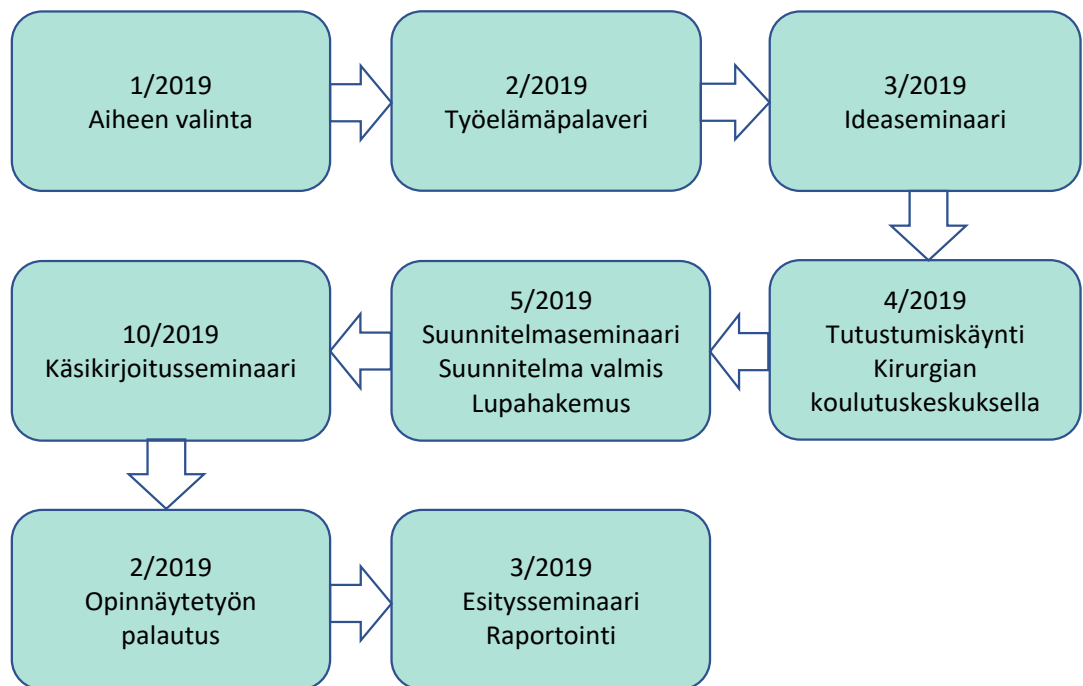 1/2019
Aiheen valinta
2/2019
Työelämäpalaveri
3/2019
Ideaseminaari
4/2019
Tutustumiskäynti
Kirurgian
koulutuskeskuksella
5/2019
Suunnitelmaseminaari
Suunnitelma valmis
Lupahakemus
10/2019
Käsikirjoitusseminaari
2/2019
Opinnäytetyön
palautus
3/2019
Esitysseminaari
Raportointi